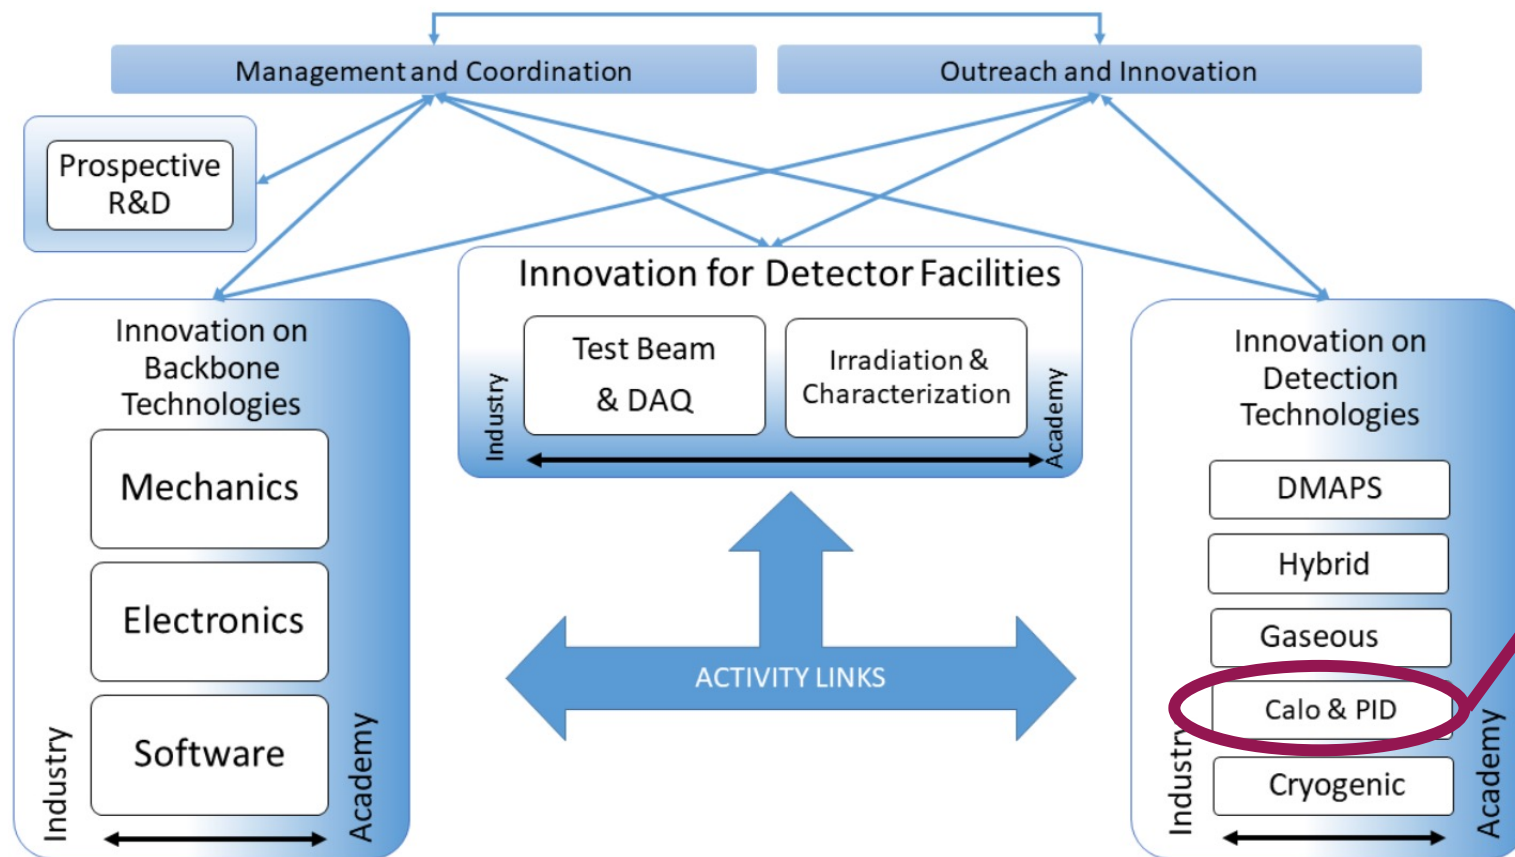 Management and Coordination
Outreach and Innovation
Prospective
R&D
Innovation for Detector Facilities
Test Beam
& DAQ
Irradiation &
Characterization
Industry
Academy
Innovation on
Backbone
Technologies
Mechanics
Electronics
Software
Industry
Academy
ACTIVITY LINKS
Innovation on
Detection
Technologies
DMAPS
Hybrid
Gaseous
Calo & PID
Cryogenic
Industry
Academy